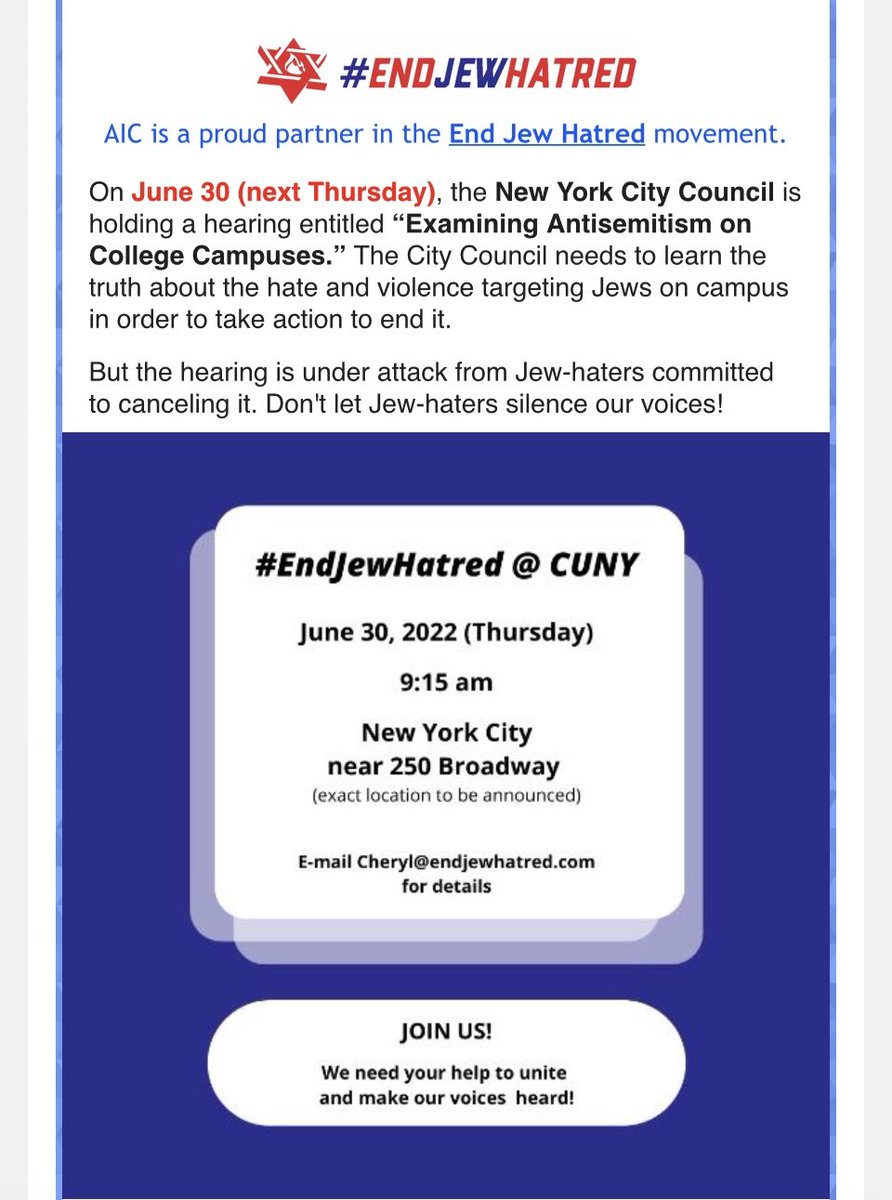 #ENDJEWHATRED
AIC is a proud partner in the End Jew Hatred movement.
On June 30 (next Thursday), the New York City Council is
holding a hearing entitled “Examining Antisemitism on
College Campuses.” The City Council needs to learn the
truth about the hate and violence targeting Jews on campus
in order to take action to end it.
But the hearing is under attack from Jew-haters committed
to canceling it. Don't let Jew-haters silence our voices!
#EndJewHatred @ CUNY
June 30, 2022 (Thursday)
9:15 am
New York City
near 250 Broadway
(exact location to be announced)
E-mail Cheryl@endjewhatred.com
for details
JOIN US!
We need your help to unite
and make our voices heard!